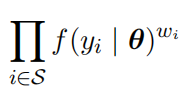 ∏_{i∈𝒮} f(y_i | 𝜽)^{w_i}